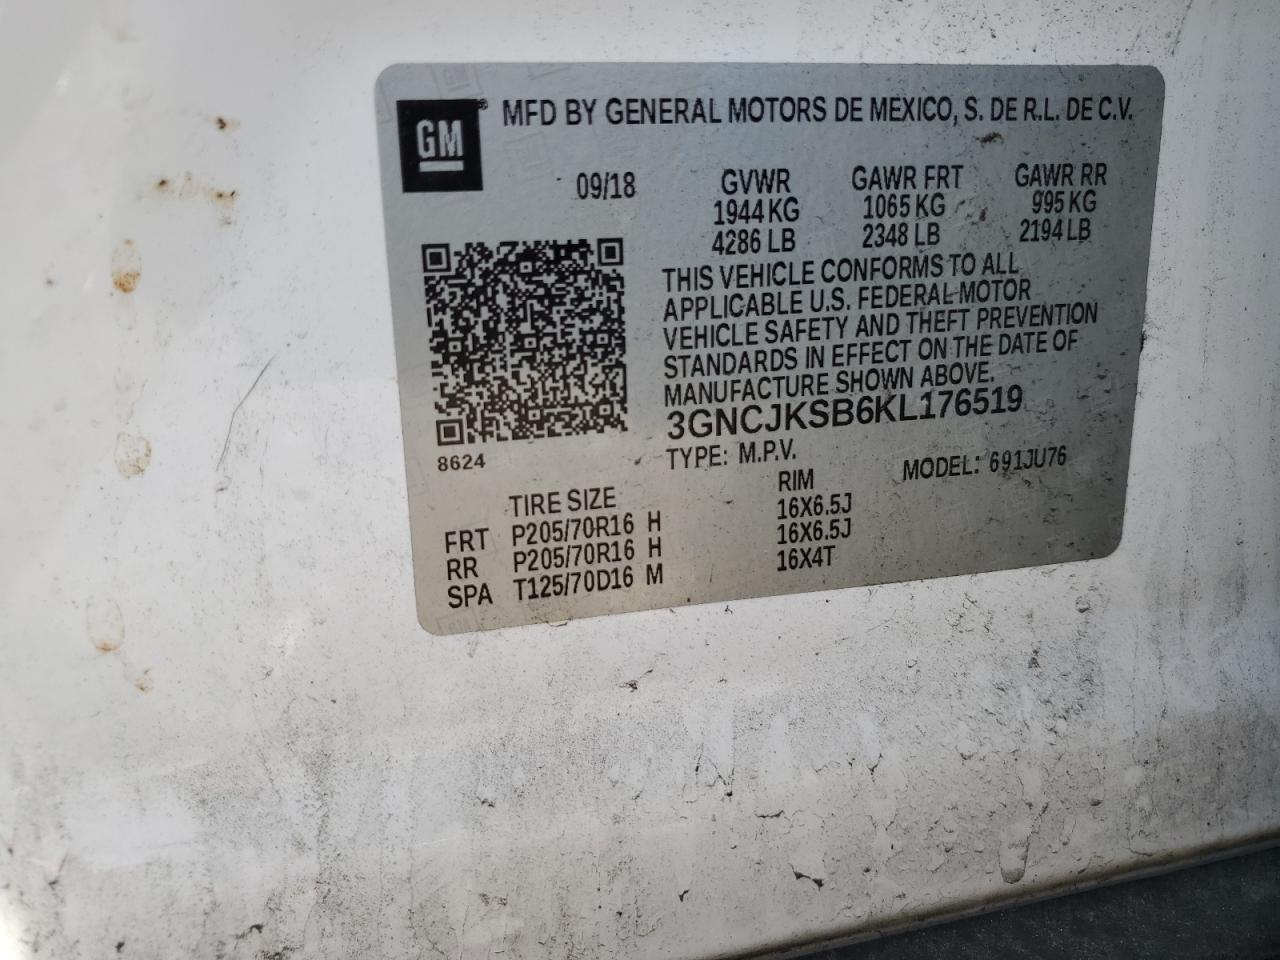 GM® MFD BY GENERAL MOTORS DE MEXICO, S. DE R.L. DE C.V.
09/18 GVWR GAWR FRT GAWR RR
1944 KG 1065 KG 995 KG
4286 LB 2348 LB 2194 LB
THIS VEHICLE CONFORMS TO ALL
APPLICABLE U.S. FEDERAL MOTOR
VEHICLE SAFETY AND THEFT PREVENTION
STANDARDS IN EFFECT ON THE DATE OF
MANUFACTURE SHOWN ABOVE.
3GNCJKSB6KL176519
8624 TYPE: M.P.V. MODEL: 691JU76
TIRE SIZE RIM
FRT P205/70R16 H 16X6.5J
RR P205/70R16 H 16X6.5J
SPA T125/70D16 M 16X4T